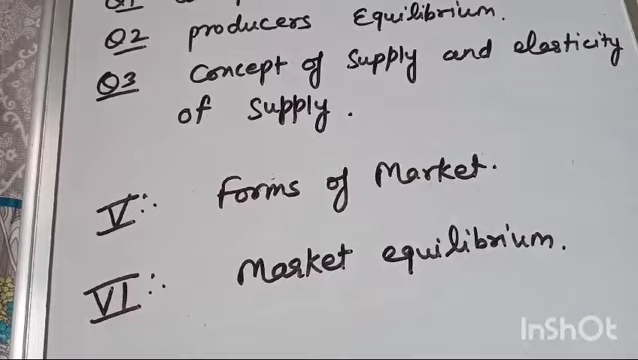 Q2 producers Equilibrium.
Q3 Concept of Supply and elasticity
of Supply.
V∴ Forms of Market.
VI∴ Market equilibrium.
InShOt